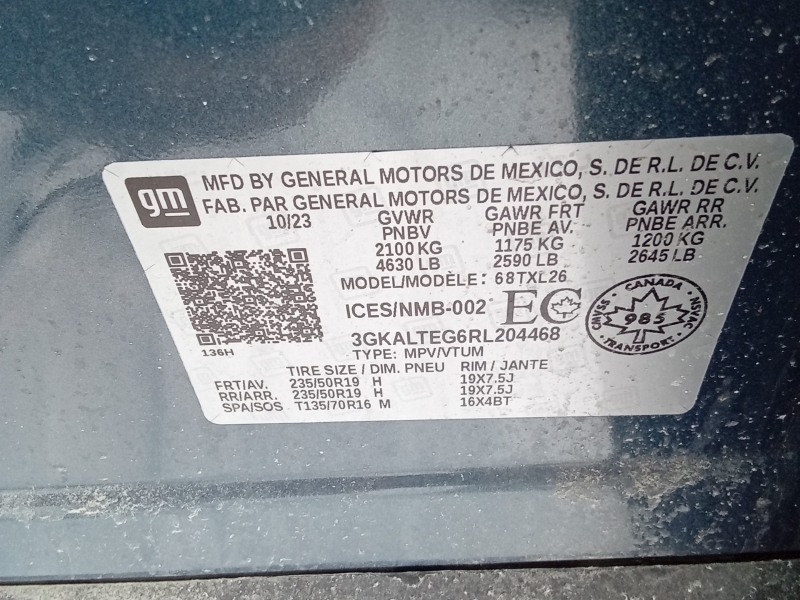 gm
MFD BY GENERAL MOTORS DE MEXICO, S. DE R.L. DE C.V.
FAB. PAR GENERAL MOTORS DE MEXICO, S. DE R.L. DE C.V.
10/23 GVWR GAWR FRT GAWR RR
PNBV PNBE AV. PNBE ARR.
2100 KG 1175 KG 1200 KG
4630 LB 2590 LB 2645 LB
MODEL/MODÈLE: 68TXL26
ICES/NMB-002 EC
CANADA
CMVSS 985 NSVAC
TRANSPORT
3GKALTEG6RL204468
136H TYPE: MPV/VTUM
TIRE SIZE / DIM. PNEU RIM / JANTE
FRT/AV. 235/50R19 H 19X7.5J
RR/ARR. 235/50R19 H 19X7.5J
SPA/SOS T135/70R16 M 16X4BT